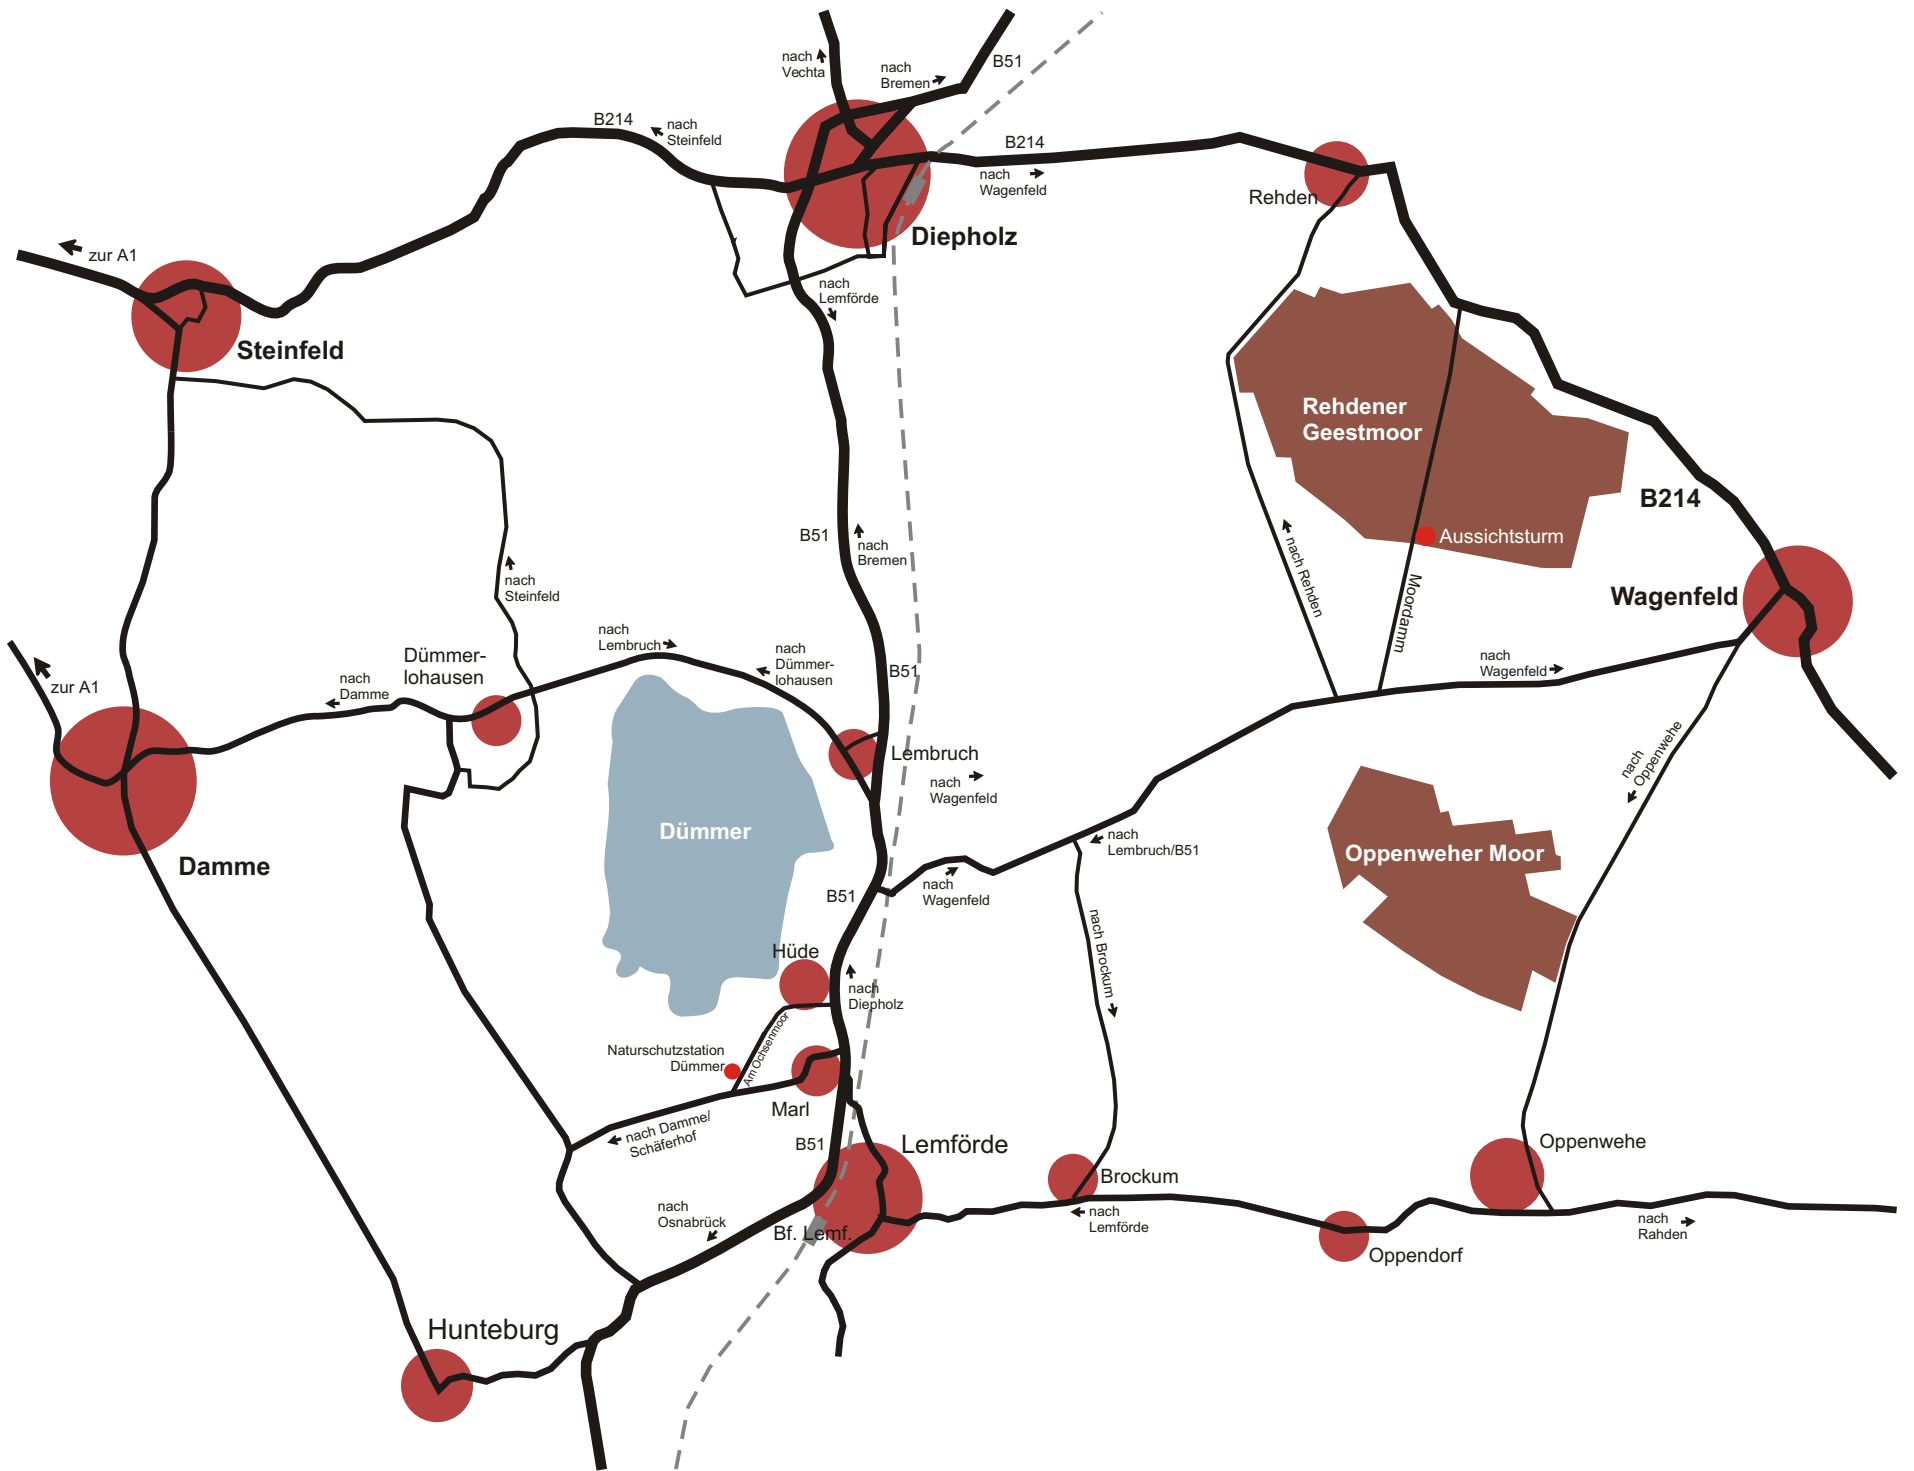 nach
Vechta
nach
Bremen
B51
B214
nach
Steinfeld
B214
nach
Wagenfeld
Rehden
Diepholz
zur A1
nach
Lemförde
Steinfeld
Rehdener
Geestmoor
B214
B51
nach
Bremen
Aussichtsturm
nach Rehden
Moordamm
nach
Steinfeld
Wagenfeld
nach
Lembruch
Dümmer-
lohausen
nach
Dümmer-
lohausen
B51
nach
Wagenfeld
zur A1
nach
Damme
nach
Oppenwehe
Lembruch
nach
Wagenfeld
Dümmer
nach
Lembruch/B51
Oppenweher Moor
Damme
B51
nach
Wagenfeld
nach Brockum
Hüde
nach
Diepholz
Am Ochsenmoor
Naturschutzstation
Dümmer
Marl
nach Damme/
Schäferhof
B51
Lemförde
Oppenwehe
Brockum
nach
Osnabrück
Bf. Lemf.
nach
Lemförde
nach
Rahden
Oppendorf
Hunteburg